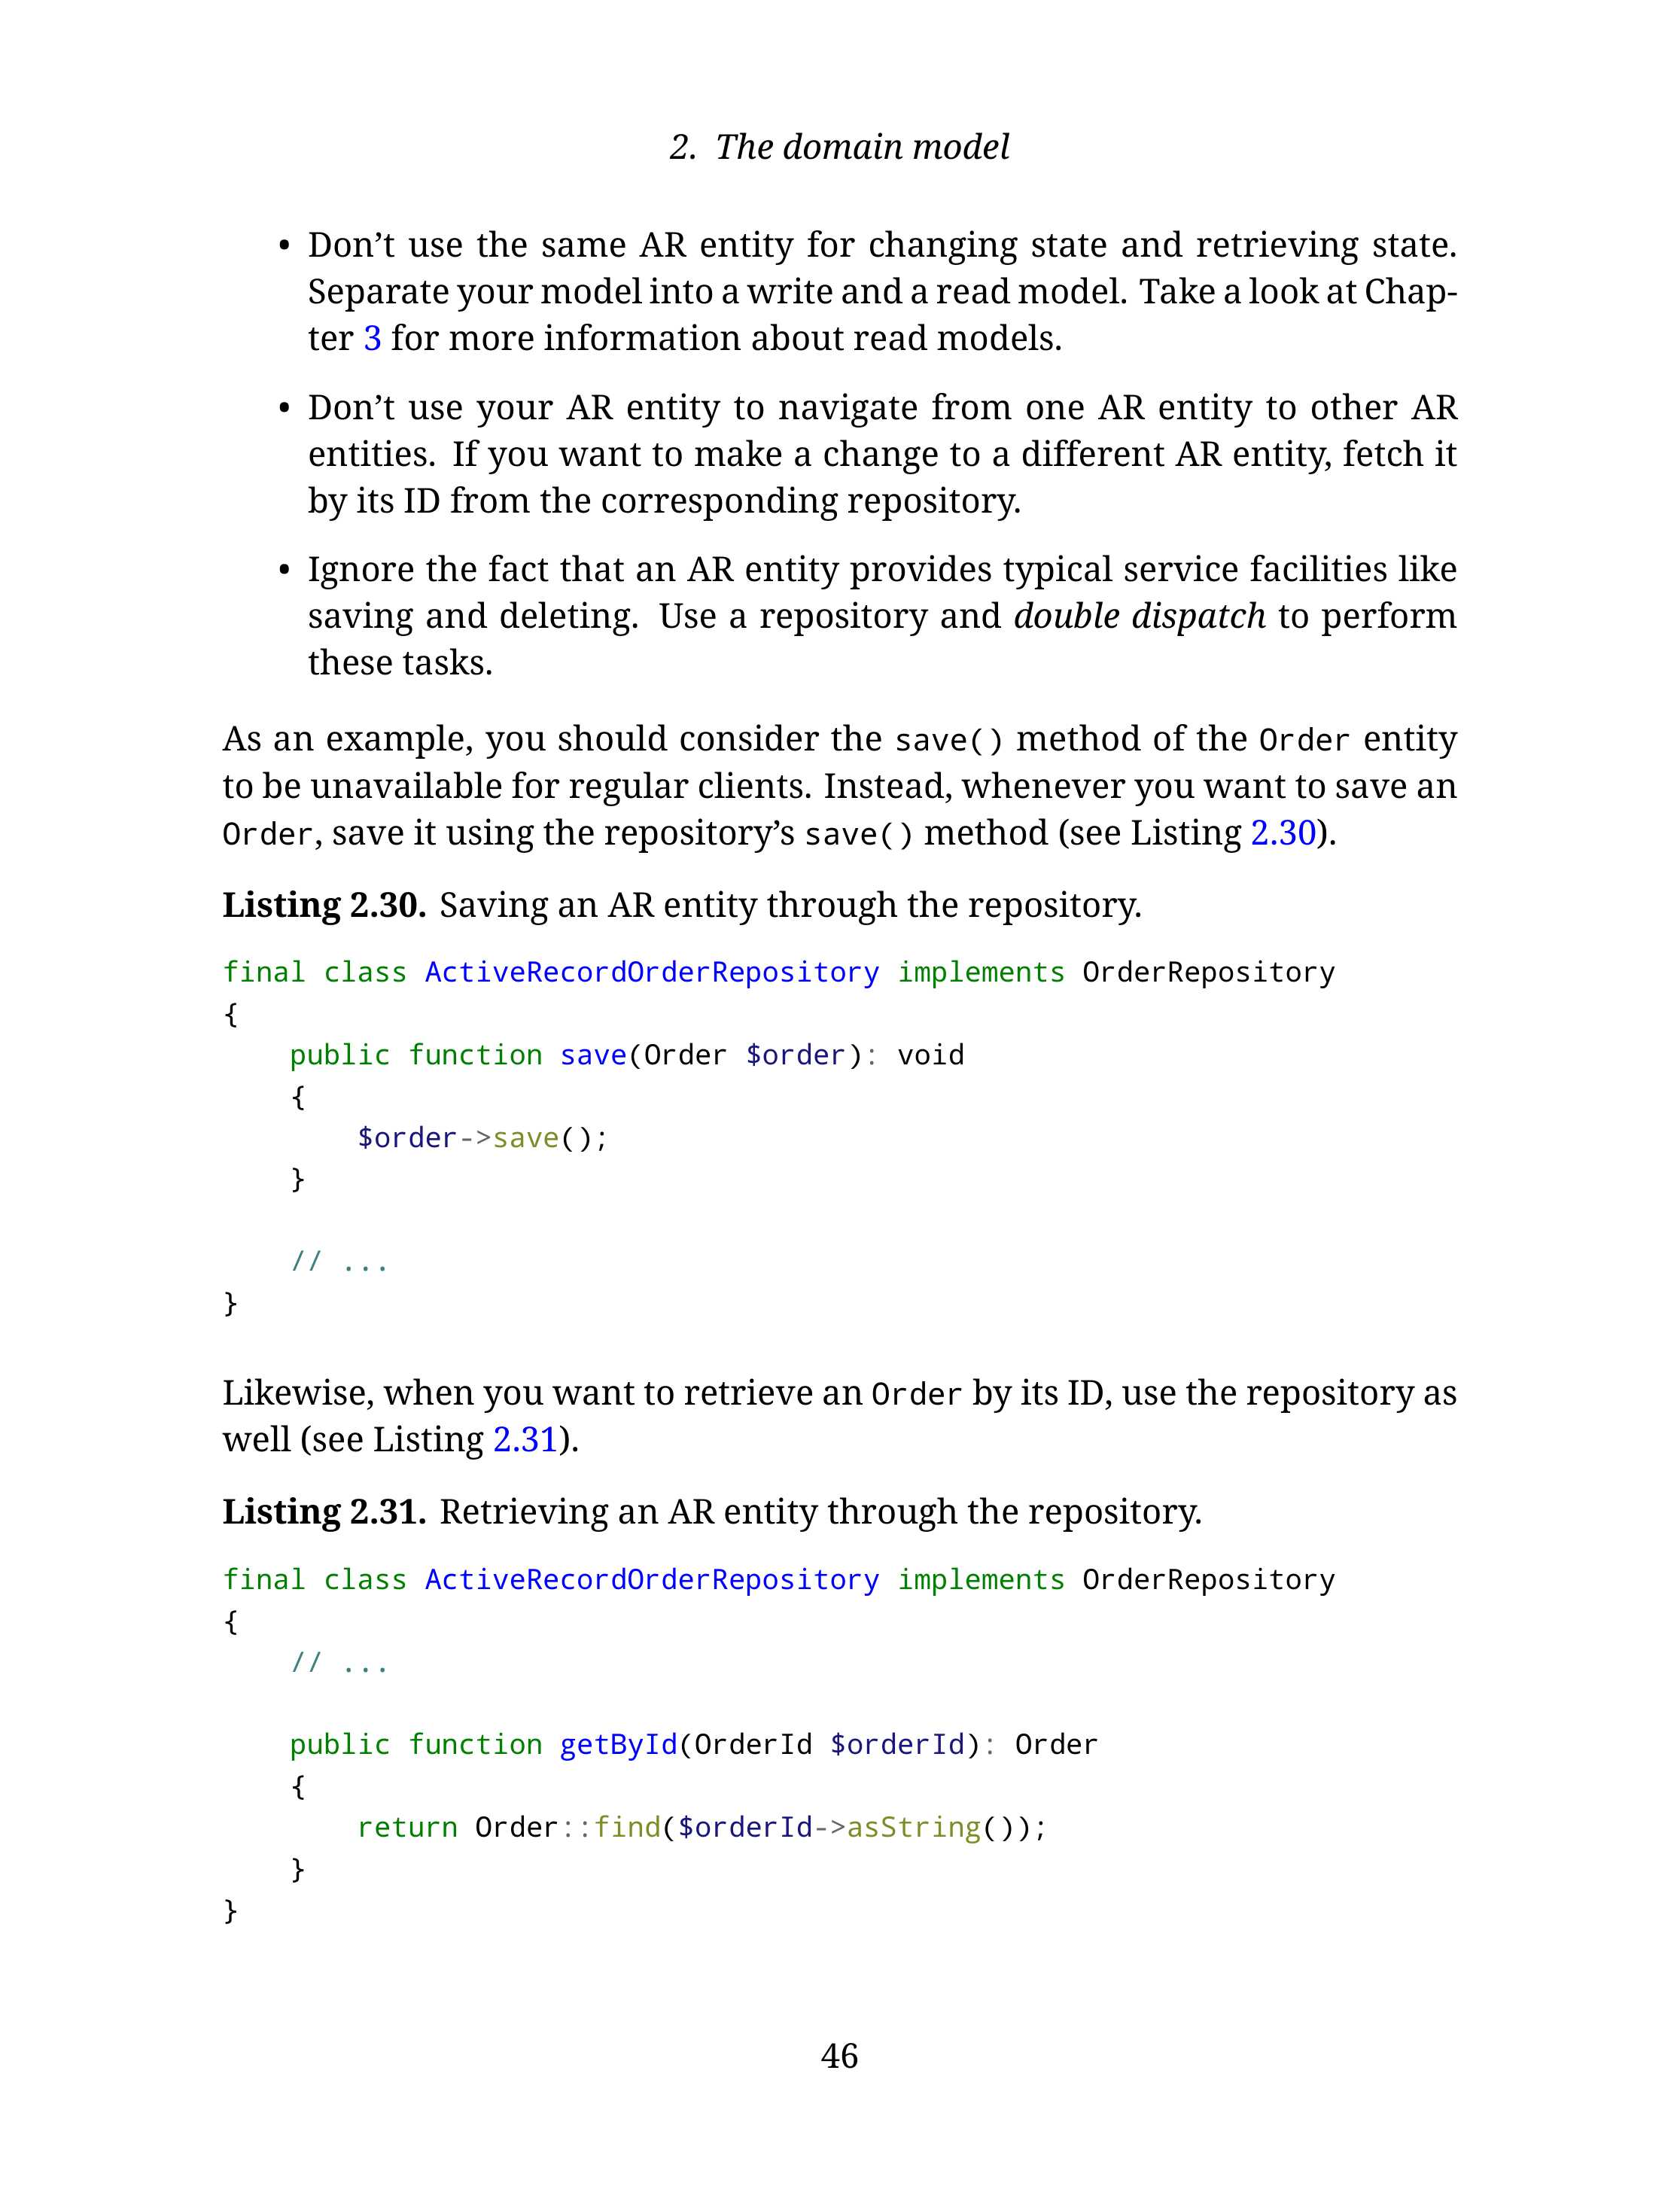 2. The domain model
• Don’t use the same AR entity for changing state and retrieving state.
Separate your model into a write and a read model. Take a look at Chap-
ter 3 for more information about read models.
• Don’t use your AR entity to navigate from one AR entity to other AR
entities. If you want to make a change to a different AR entity, fetch it
by its ID from the corresponding repository.
• Ignore the fact that an AR entity provides typical service facilities like
saving and deleting. Use a repository and double dispatch to perform
these tasks.
As an example, you should consider the save() method of the Order entity
to be unavailable for regular clients. Instead, whenever you want to save an
Order, save it using the repository’s save() method (see Listing 2.30).
Listing 2.30. Saving an AR entity through the repository.
final class ActiveRecordOrderRepository implements OrderRepository
{
    public function save(Order $order): void
    {
        $order->save();
    }

    // ...
}
Likewise, when you want to retrieve an Order by its ID, use the repository as
well (see Listing 2.31).
Listing 2.31. Retrieving an AR entity through the repository.
final class ActiveRecordOrderRepository implements OrderRepository
{
    // ...

    public function getById(OrderId $orderId): Order
    {
        return Order::find($orderId->asString());
    }
}
46